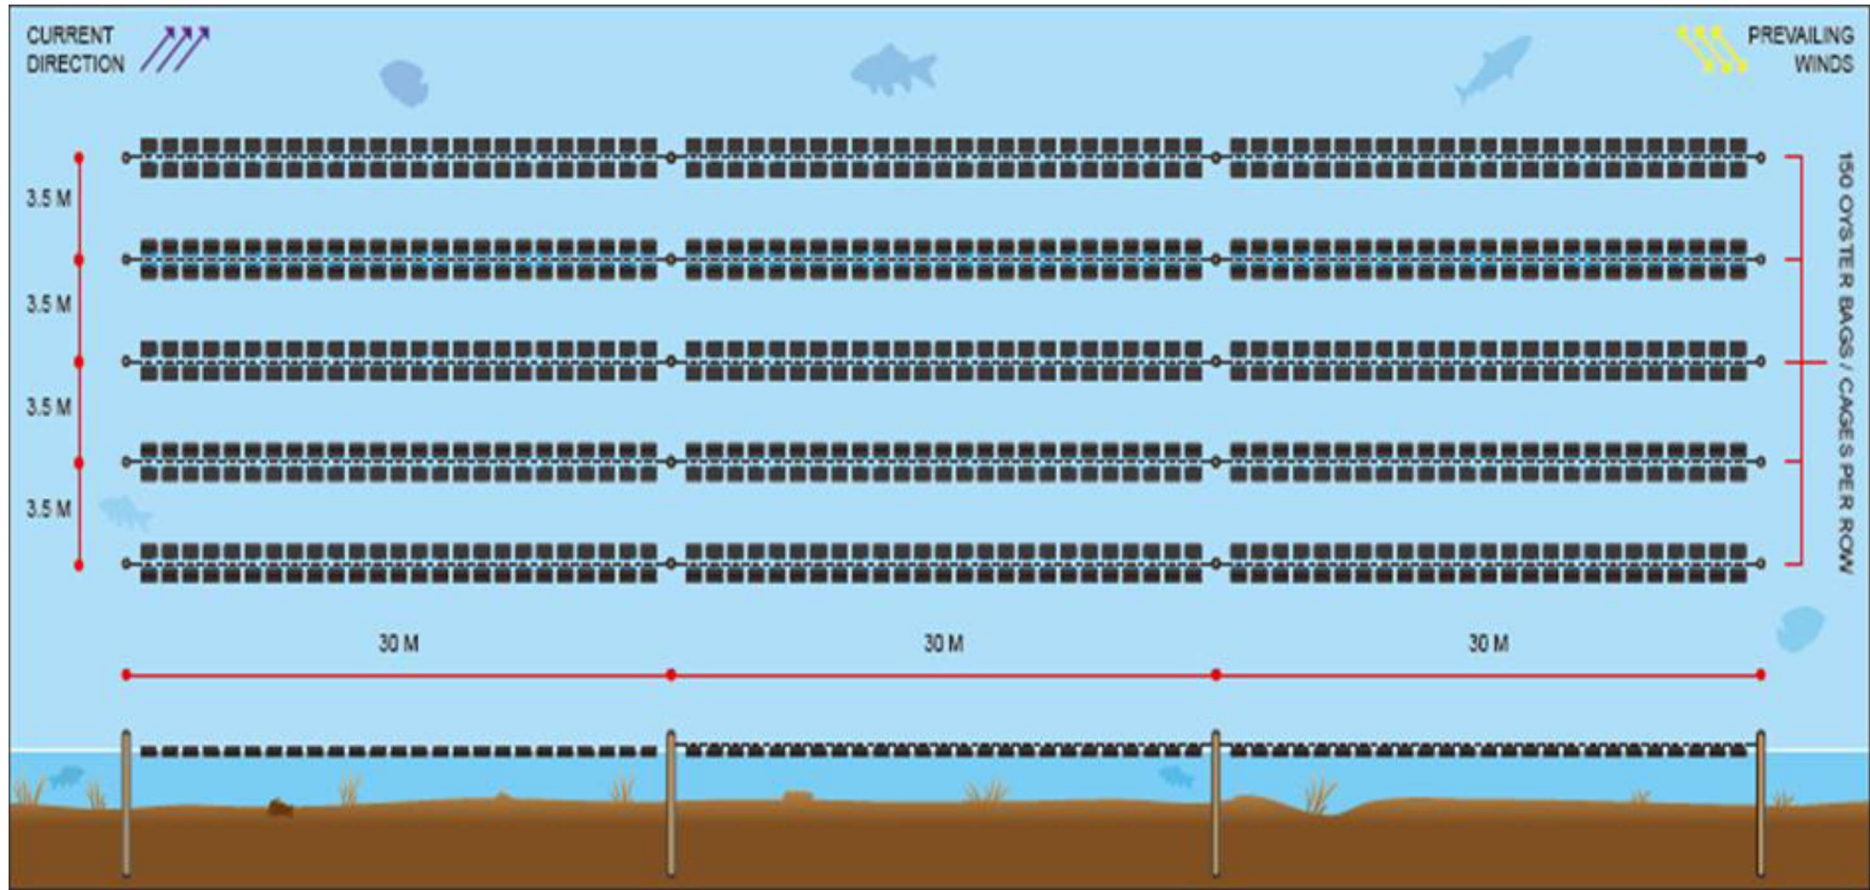 CURRENT
DIRECTION
PREVAILING
WINDS
3.5 M
3.5 M
3.5 M
3.5 M
150 OYSTER BAGS / CAGES PER ROW
30 M
30 M
30 M